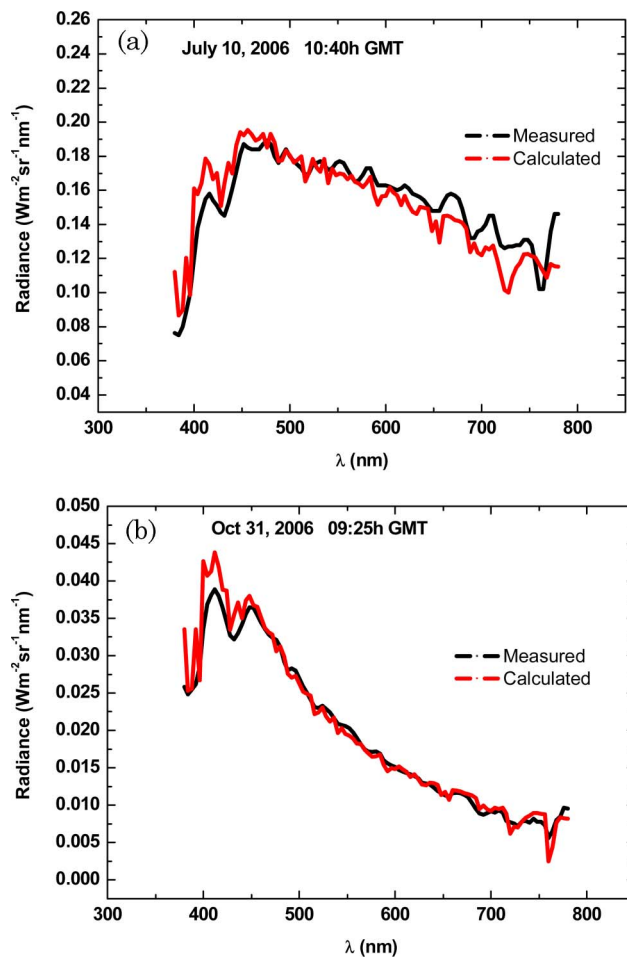 (a)
July 10, 2006 10:40h GMT
0.26
0.24
0.22
0.20
0.18
0.16
0.14
0.12
0.10
0.08
0.06
0.04
Radiance (Wm⁻²sr⁻¹nm⁻¹)
Measured
Calculated
300 400 500 600 700 800
λ (nm)
(b)
Oct 31, 2006 09:25h GMT
0.050
0.045
0.040
0.035
0.030
0.025
0.020
0.015
0.010
0.005
0.000
Radiance (Wm⁻²sr⁻¹nm⁻¹)
Measured
Calculated
300 400 500 600 700 800
λ (nm)